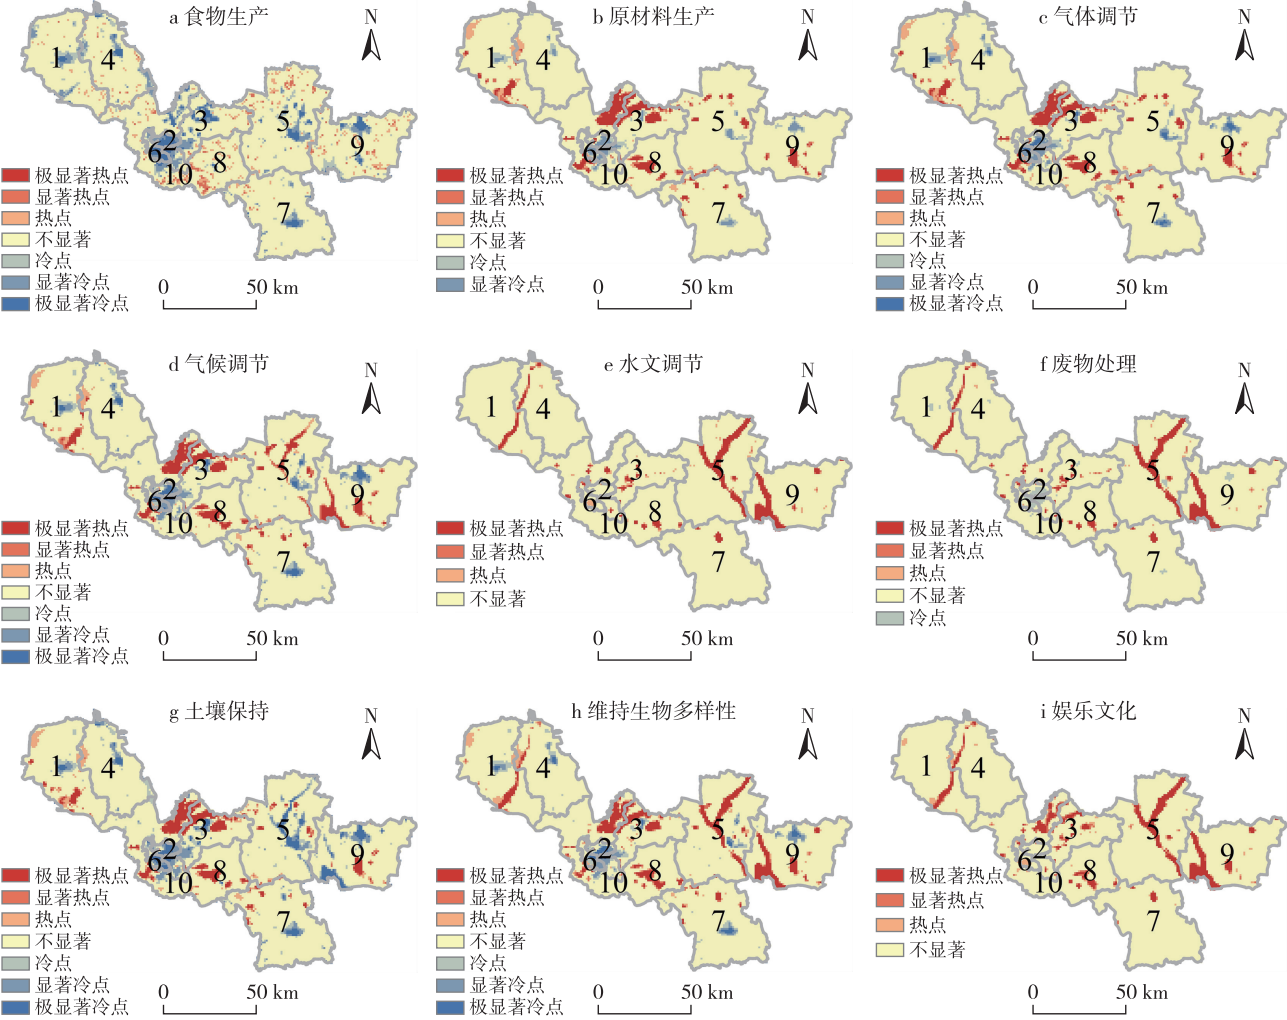 a 食物生产
N
1
4
3
5
2
9
6
8
10
7
极显著热点
显著热点
热点
不显著
冷点
显著冷点
极显著冷点
0 50 km
b 原材料生产
N
1
4
3
5
2
9
6
8
10
7
极显著热点
显著热点
热点
不显著
冷点
显著冷点
0 50 km
c 气体调节
N
1
4
3
5
2
9
6
8
10
7
极显著热点
显著热点
热点
不显著
冷点
显著冷点
极显著冷点
0 50 km
d 气候调节
N
1
4
3
5
2
9
6
8
10
7
极显著热点
显著热点
热点
不显著
冷点
显著冷点
极显著冷点
0 50 km
e 水文调节
N
1
4
3
5
2
9
6
8
10
7
极显著热点
显著热点
热点
不显著
0 50 km
f 废物处理
N
1
4
3
5
2
9
6
8
10
7
极显著热点
显著热点
热点
不显著
冷点
0 50 km
g 土壤保持
N
1
4
3
5
2
9
6
8
10
7
极显著热点
显著热点
热点
不显著
冷点
显著冷点
极显著冷点
0 50 km
h 维持生物多样性
N
1
4
3
5
2
9
6
8
10
7
极显著热点
显著热点
热点
不显著
冷点
显著冷点
极显著冷点
0 50 km
i 娱乐文化
N
1
4
3
5
2
9
6
8
10
7
极显著热点
显著热点
热点
不显著
0 50 km